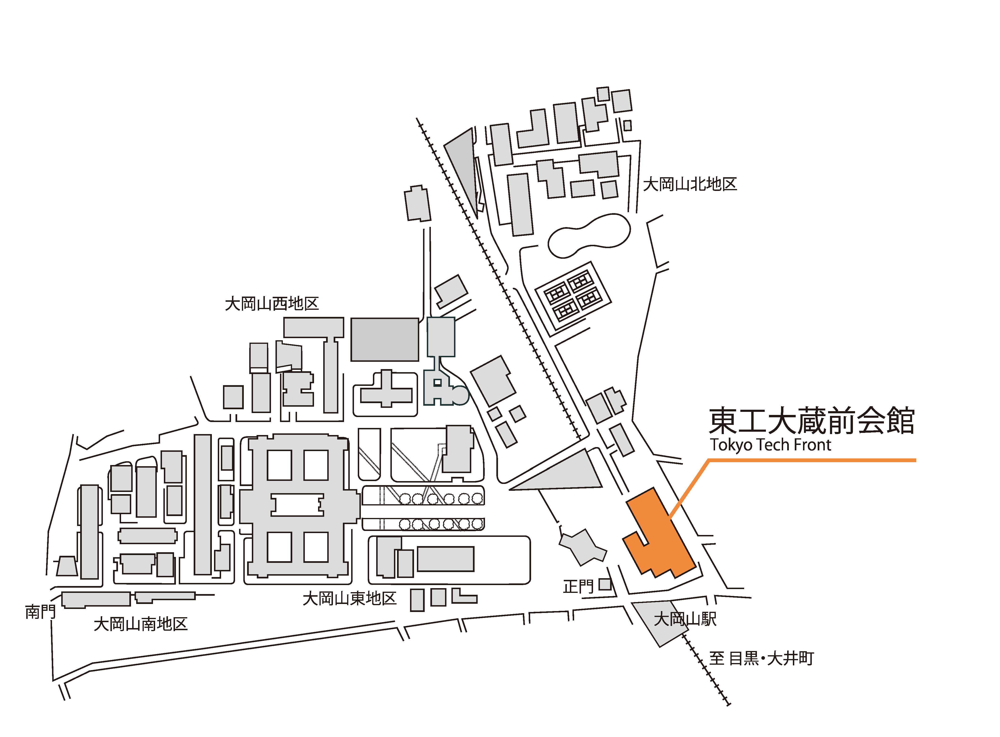 大岡山北地区
大岡山西地区
東工大蔵前会館
Tokyo Tech Front
正門
大岡山東地区
南門
大岡山南地区
大岡山駅
至 目黒・大井町